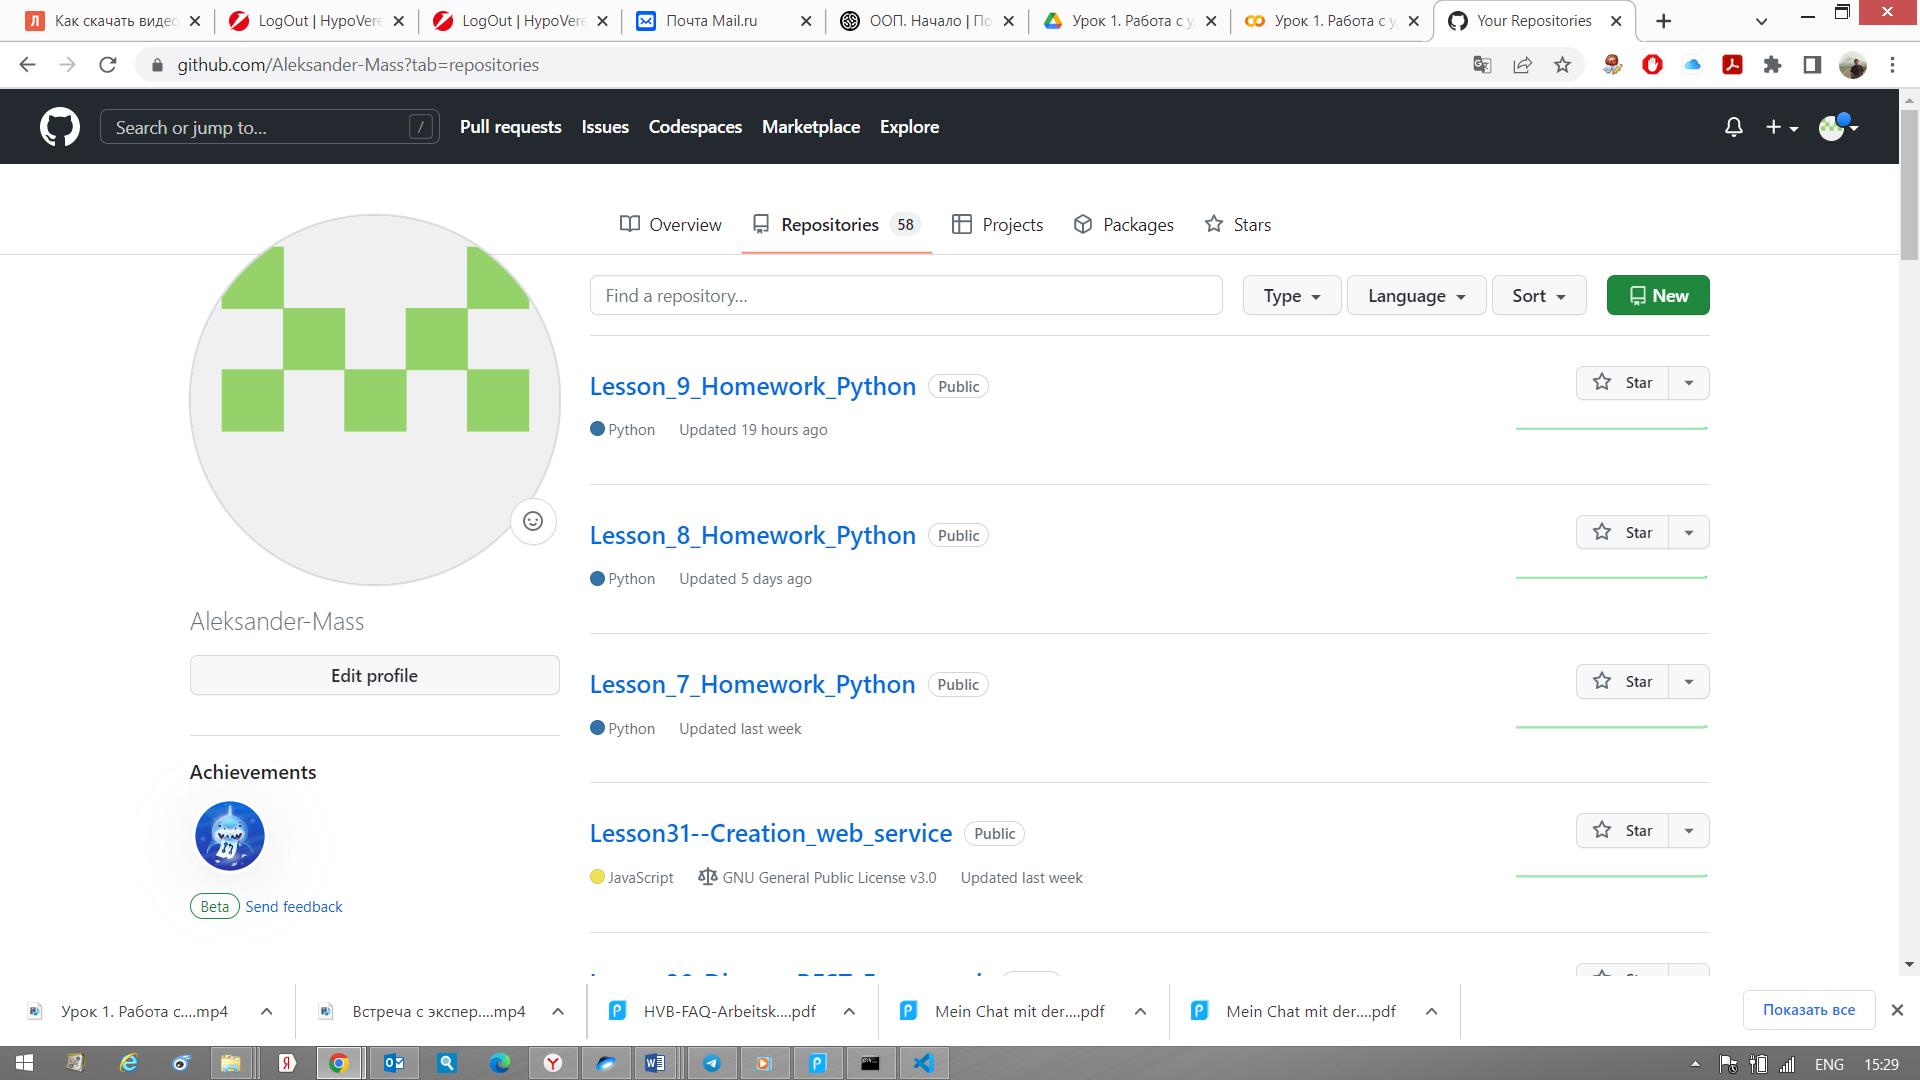 Как скачать видео
LogOut | HypoVere
LogOut | HypoVere
Почта Mail.ru
ООП. Начало | По
Урок 1. Работа с у
Урок 1. Работа с у
Your Repositories
github.com/Aleksander-Mass?tab=repositories
Search or jump to...
/
Pull requests
Issues
Codespaces
Marketplace
Explore
Overview
Repositories 58
Projects
Packages
Stars
Find a repository...
Type
Language
Sort
New
Lesson_9_Homework_Python Public
Star
Python Updated 19 hours ago
Lesson_8_Homework_Python Public
Star
Python Updated 5 days ago
Aleksander-Mass
Edit profile
Lesson_7_Homework_Python Public
Star
Python Updated last week
Achievements
Beta Send feedback
Lesson31--Creation_web_service Public
Star
JavaScript GNU General Public License v3.0 Updated last week
Урок 1. Работа с....mp4
Встреча с экспер....mp4
HVB-FAQ-Arbeitsk....pdf
Mein Chat mit der....pdf
Mein Chat mit der....pdf
Показать все
ENG 15:29